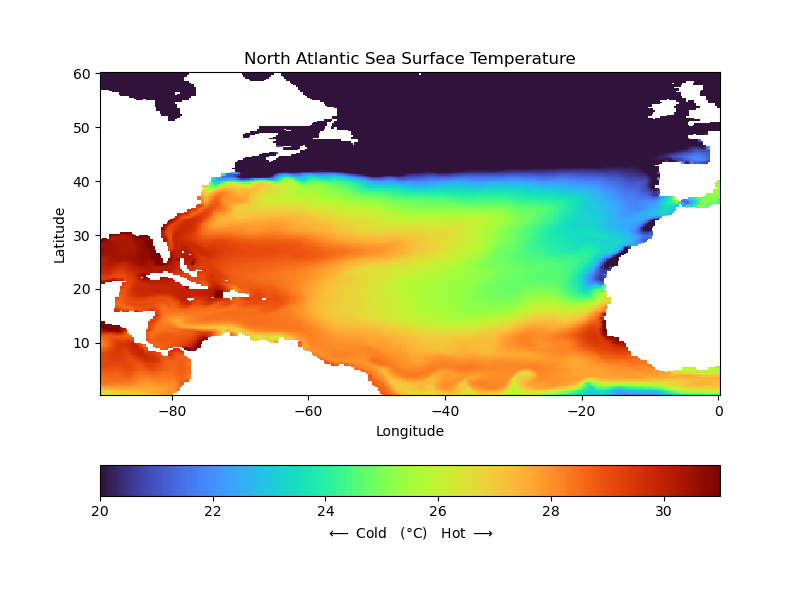 North Atlantic Sea Surface Temperature
60
50
40
30
20
10
Latitude
−80 −60 −40 −20 0
Longitude
20 22 24 26 28 30
⟵ Cold (°C) Hot ⟶